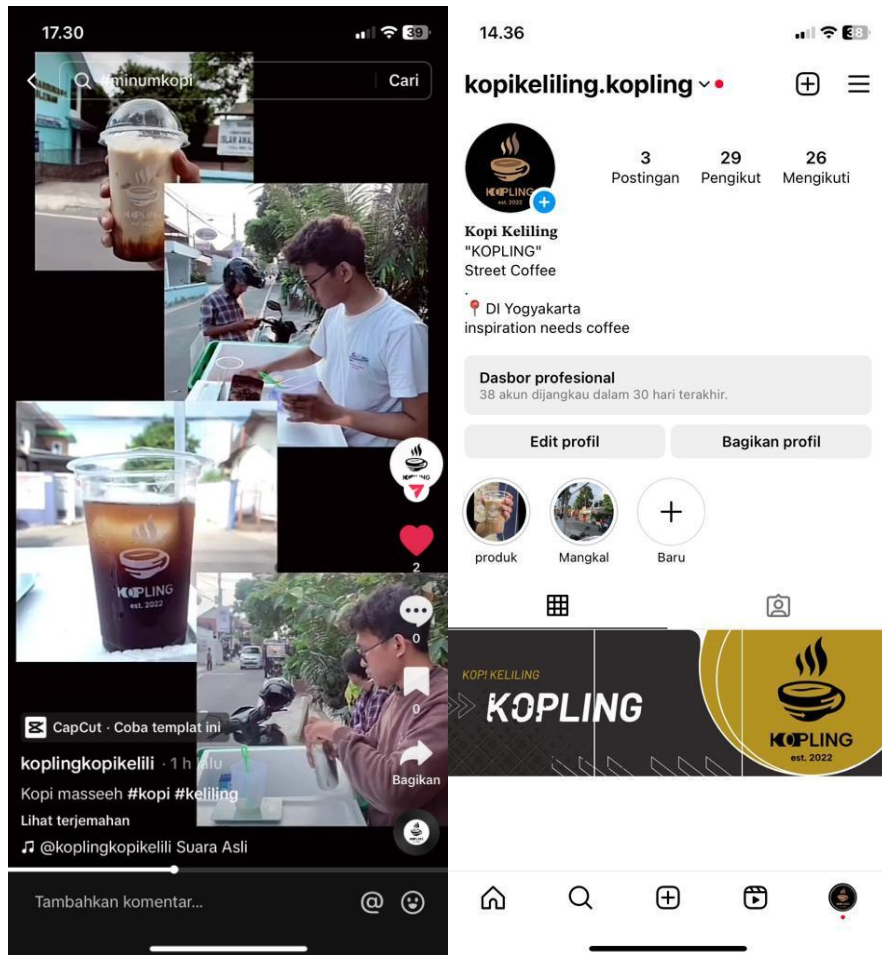 17.30
39
#minumkopi
Cari
KOPLING
KOPLING
est. 2022
2
0
0
CapCut · Coba templat ini
koplingkopikelili · 1 h lalu
Bagikan
Kopi masseeh #kopi #keliling
Lihat terjemahan
@koplingkopikelili Suara Asli
Tambahkan komentar...
14.36
38
kopikeliling.kopling
KOPLING
est. 2022
3
29
26
Postingan
Pengikut
Mengikuti
Kopi Keliling
"KOPLING"
Street Coffee
.
DI Yogyakarta
inspiration needs coffee
Dasbor profesional
38 akun dijangkau dalam 30 hari terakhir.
Edit profil
Bagikan profil
produk
Mangkal
Baru
KOPI KELILING
KOPLING
KOPLING
est. 2022